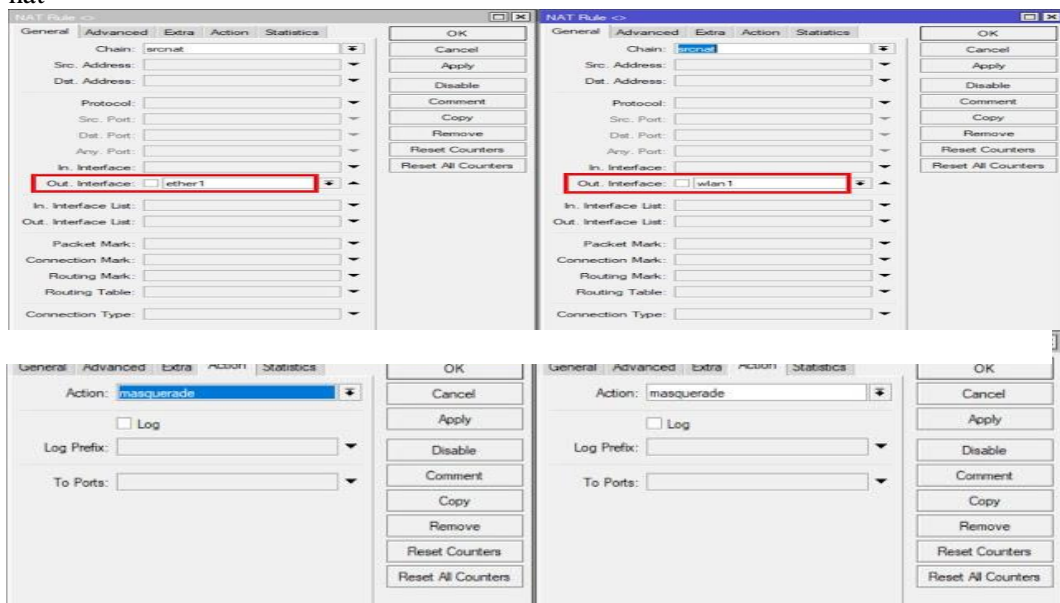 nat
NAT Rule <>
General Advanced Extra Action Statistics
Chain: srcnat
Src. Address:
Dst. Address:
Protocol:
Src. Port:
Dst. Port:
Any. Port:
In. Interface:
Out. Interface: ether1
In. Interface List:
Out. Interface List:
Packet Mark:
Connection Mark:
Routing Mark:
Routing Table:
Connection Type:
OK
Cancel
Apply
Disable
Comment
Copy
Remove
Reset Counters
Reset All Counters
NAT Rule <>
General Advanced Extra Action Statistics
Chain: srcnat
Src. Address:
Dst. Address:
Protocol:
Src. Port:
Dst. Port:
Any. Port:
In. Interface:
Out. Interface: wlan1
In. Interface List:
Out. Interface List:
Packet Mark:
Connection Mark:
Routing Mark:
Routing Table:
Connection Type:
OK
Cancel
Apply
Disable
Comment
Copy
Remove
Reset Counters
Reset All Counters
General Advanced Extra Action Statistics
Action: masquerade
Log
Log Prefix:
To Ports:
OK
Cancel
Apply
Disable
Comment
Copy
Remove
Reset Counters
Reset All Counters
General Advanced Extra Action Statistics
Action: masquerade
Log
Log Prefix:
To Ports:
OK
Cancel
Apply
Disable
Comment
Copy
Remove
Reset Counters
Reset All Counters